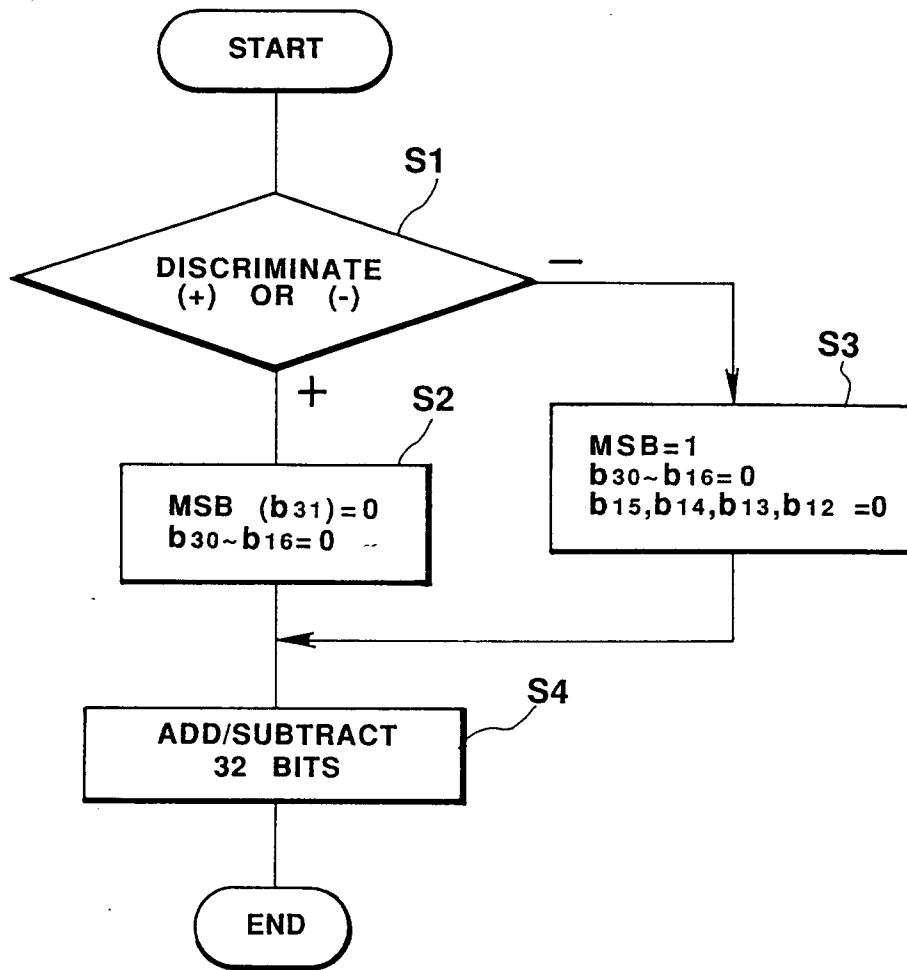 START
S1
DISCRIMINATE
(+) OR (-)
−
+
S2
MSB (b31)=0
b30~b16=0
S3
MSB=1
b30~b16=0
b15,b14,b13,b12 =0
S4
ADD/SUBTRACT
32 BITS
END